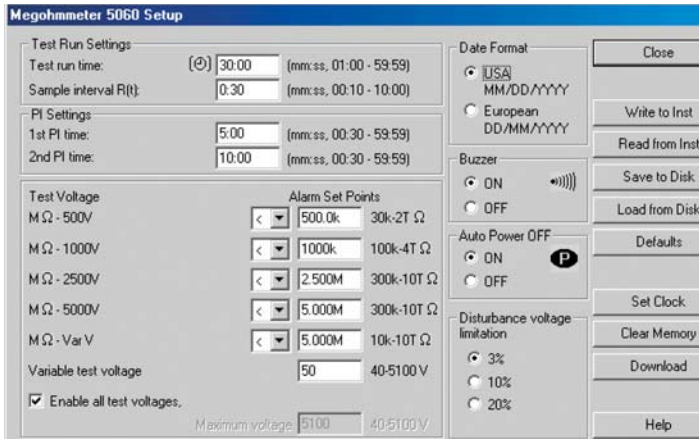 Megohmmeter 5060 Setup
Test Run Settings
Test run time: 30:00 (mm:ss, 01:00 - 59:59)
Sample interval R(t): 0:30 (mm:ss, 00:10 - 10:00)
PI Settings
1st PI time: 5:00 (mm:ss, 00:30 - 59:59)
2nd PI time: 10:00 (mm:ss, 00:30 - 59:59)
Test Voltage Alarm Set Points
M Ω - 500V < 500.0k 30k-2T Ω
M Ω - 1000V < 1000k 100k-4T Ω
M Ω - 2500V < 2.500M 300k-10T Ω
M Ω - 5000V < 5.000M 300k-10T Ω
M Ω - Var V < 5.000M 10k-10T Ω
Variable test voltage 50 40-5100 V
Enable all test voltages,
Maximum voltage 5100 40-5100 V
Date Format
USA
MM/DD/YYYY
European
DD/MM/YYYY
Buzzer
ON
OFF
Auto Power OFF
ON P
OFF
Disturbance voltage
limitation
3%
10%
20%
Close
Write to Inst
Read from Inst
Save to Disk
Load from Disk
Defaults
Set Clock
Clear Memory
Download
Help